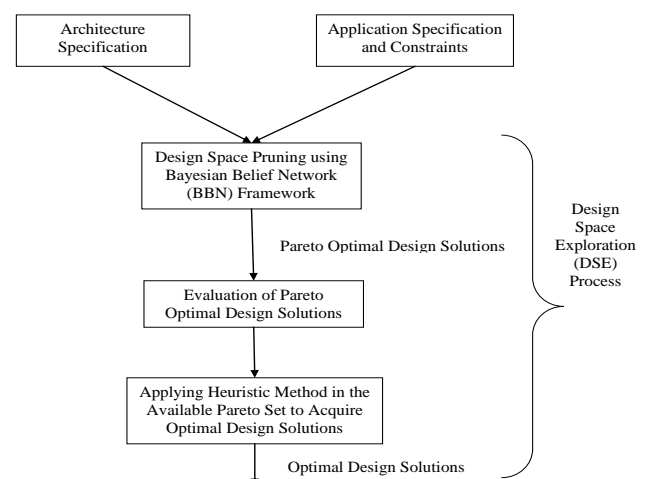 Architecture
Specification
Application Specification
and Constraints
Design Space Pruning using
Bayesian Belief Network
(BBN) Framework
Pareto Optimal Design Solutions
Evaluation of Pareto
Optimal Design Solutions
Applying Heuristic Method in the
Available Pareto Set to Acquire
Optimal Design Solutions
Optimal Design Solutions
Design
Space
Exploration
(DSE)
Process